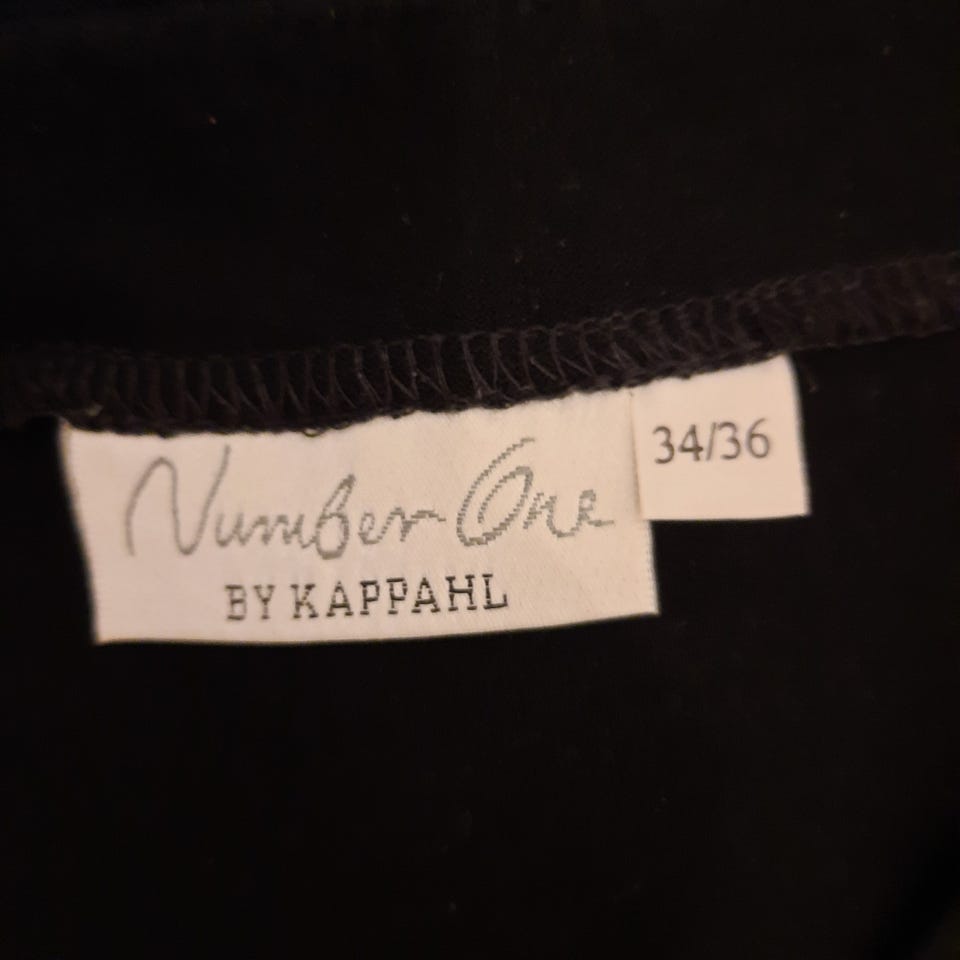 Number One
BY KAPPAHL
34/36